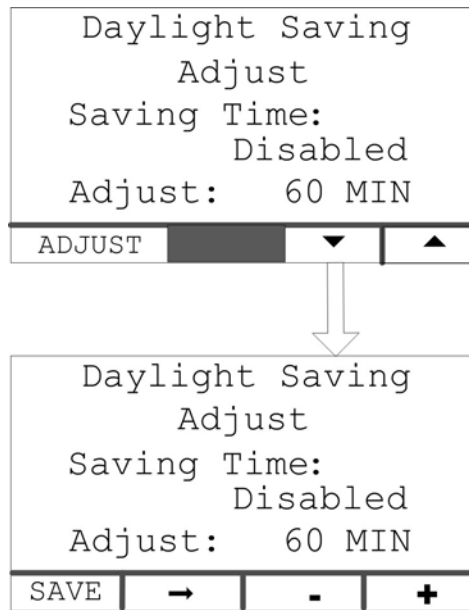 Daylight Saving
Adjust
Saving Time:
Disabled
Adjust: 60 MIN
ADJUST ▼ ▲
Daylight Saving
Adjust
Saving Time:
Disabled
Adjust: 60 MIN
SAVE → - +